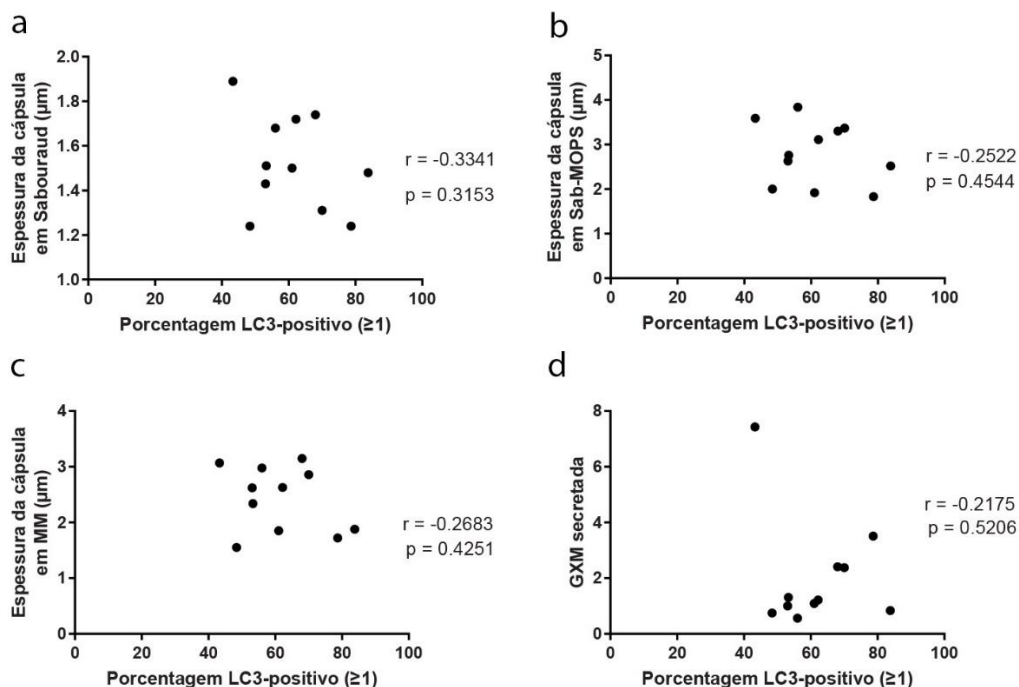 a
Espessura da cápsula
em Sabouraud (µm)
2.0
1.8
1.6
1.4
1.2
1.0
0
20
40
60
80
100
Porcentagem LC3-positivo (≥1)
r = -0.3341
p = 0.3153
b
Espessura da cápsula
em Sab-MOPS (µm)
5
4
3
2
1
0
0
20
40
60
80
100
Porcentagem LC3-positivo (≥1)
r = -0.2522
p = 0.4544
c
Espessura da cápsula
em MM (µm)
4
3
2
1
0
0
20
40
60
80
100
Porcentagem LC3-positivo (≥1)
r = -0.2683
p = 0.4251
d
GXM secretada
8
6
4
2
0
0
20
40
60
80
100
Porcentagem LC3-positivo (≥1)
r = -0.2175
p = 0.5206